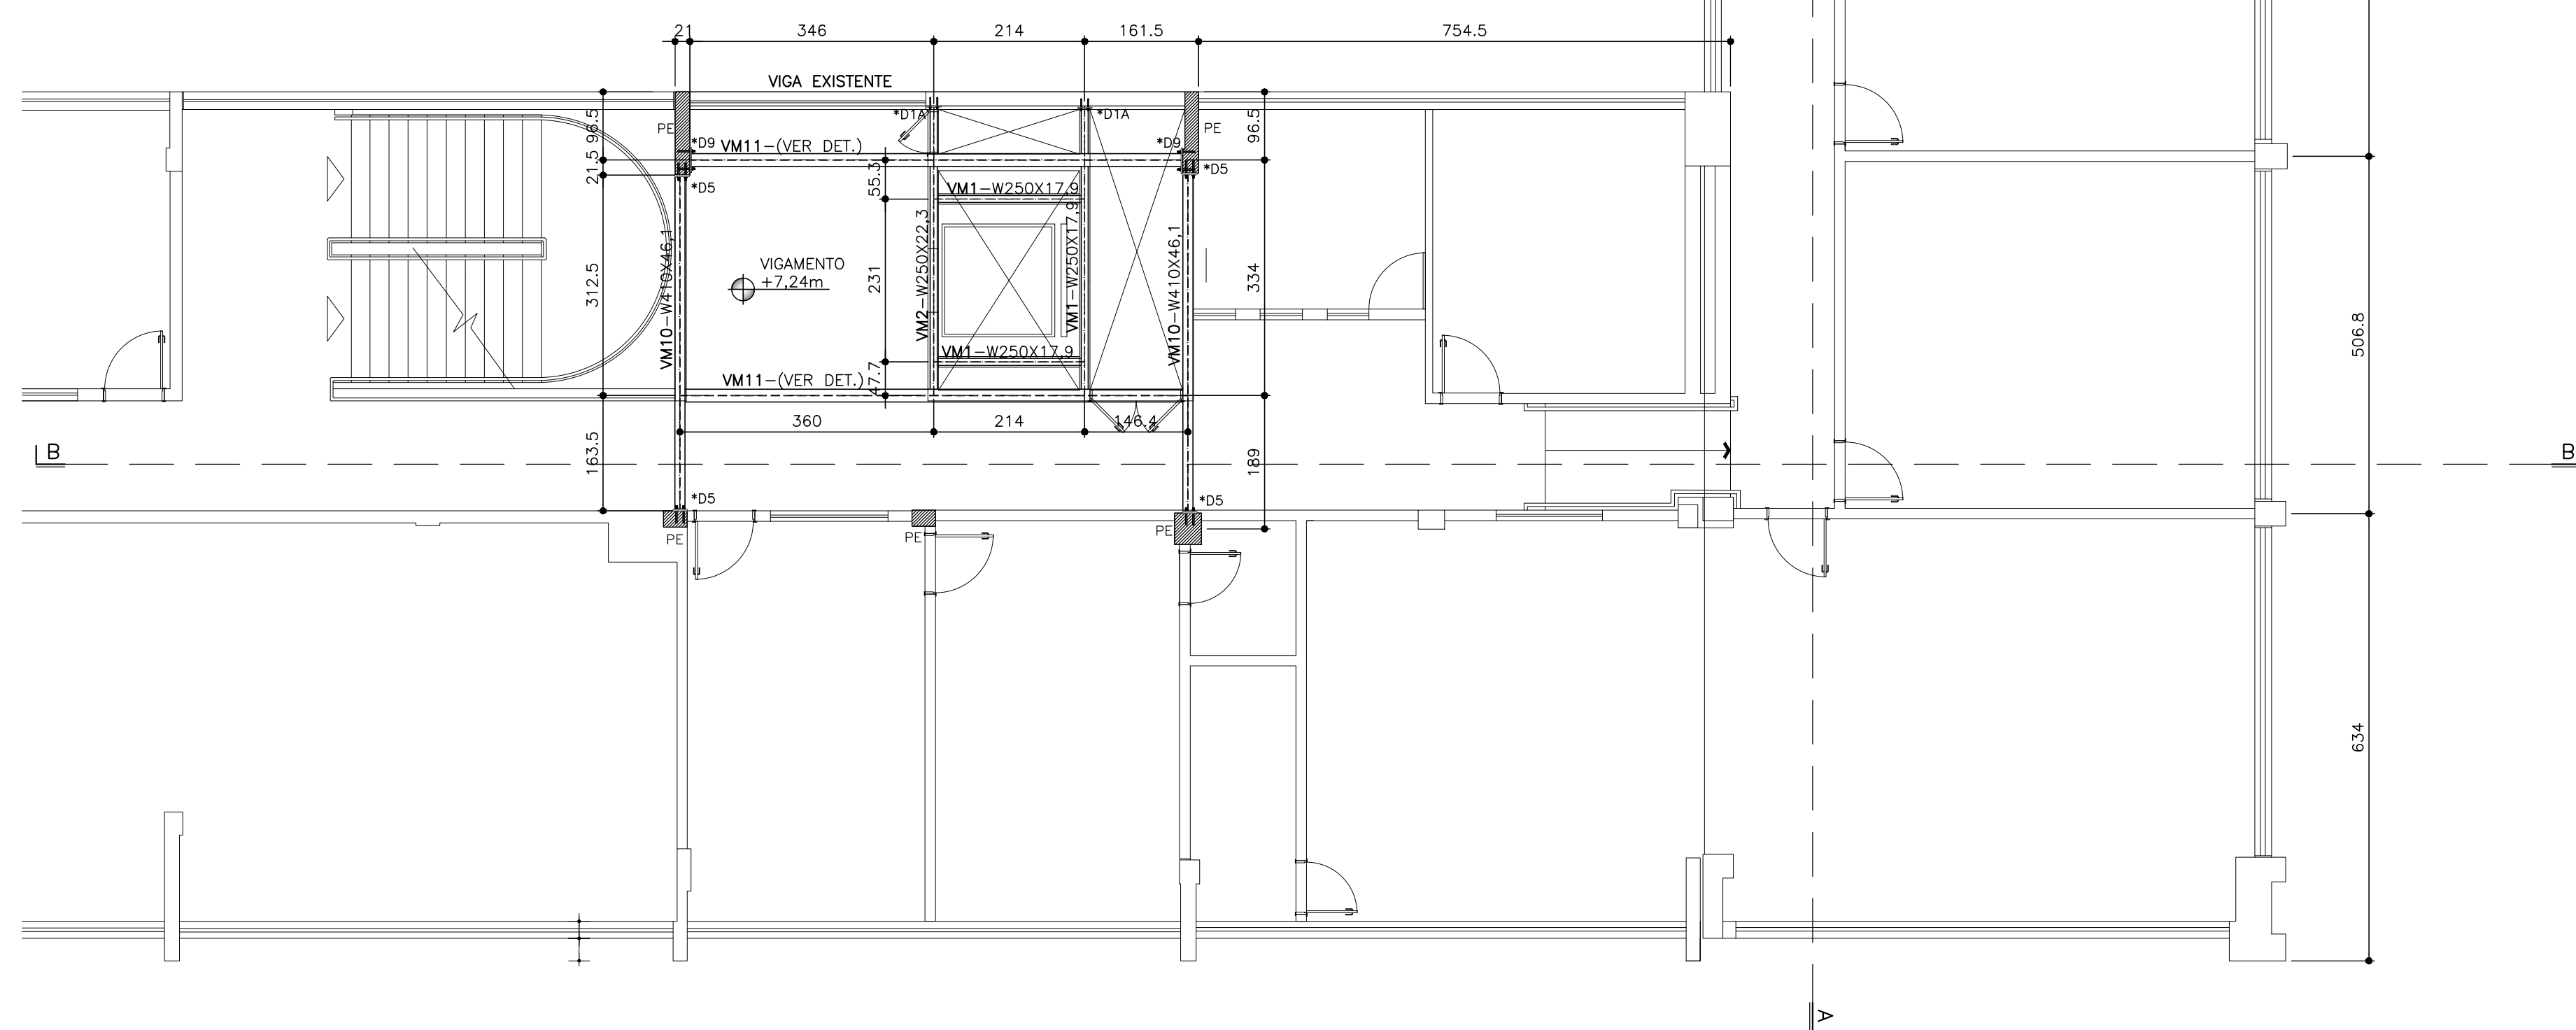 21
346
214
161.5
754.5
VIGA EXISTENTE
*D1A
*D1A
96.5
PE
PE
96.5
*D9
VM11-(VER DET.)
*D9
21.5
*D5
*D5
55.3
VM1-W250X17,9
VM10-W410X46,1
312.5
VIGAMENTO
+7,24m
231
VM2-W250X22,3
VM1-W250X17,9
VM10-W410X46,1
334
506.8
VM1-W250X17,9
VM11-(VER DET.)
47.7
360
214
146.4
163.5
189
B
B
*D5
*D5
PE
PE
PE
634
A